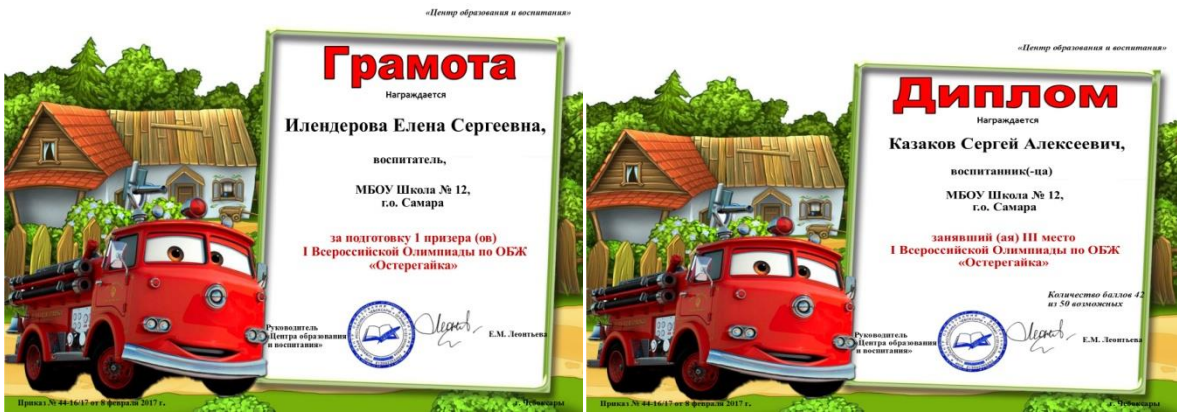 «Центр образования и воспитания»
Грамота
Награждается
Илендерова Елена Сергеевна,
воспитатель,
МБОУ Школа № 12,
г.о. Самара
за подготовку 1 призера (ов)
I Всероссийской Олимпиады по ОБЖ
«Остерегайка»
Руководитель
«Центра образования
и воспитания»
Е.М. Леонтьева
Приказ № 44-16/17 от 8 февраля 2017 г.
«Центр образования и воспитания»
Диплом
Награждается
Казаков Сергей Алексеевич,
воспитанник(-ца)
МБОУ Школа № 12,
г.о. Самара
занявший (ая) III место
I Всероссийской Олимпиады по ОБЖ
«Остерегайка»
Количество баллов 42
из 50 возможных
Руководитель
«Центра образования
и воспитания»
Е.М. Леонтьева
Приказ № 44-16/17 от 8 февраля 2017 г.
г. Чебоксары